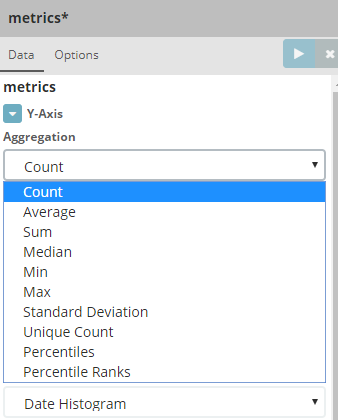 metrics*
Data Options
metrics
Y-Axis
Aggregation
Count
Count
Average
Sum
Median
Min
Max
Standard Deviation
Unique Count
Percentiles
Percentile Ranks
Date Histogram